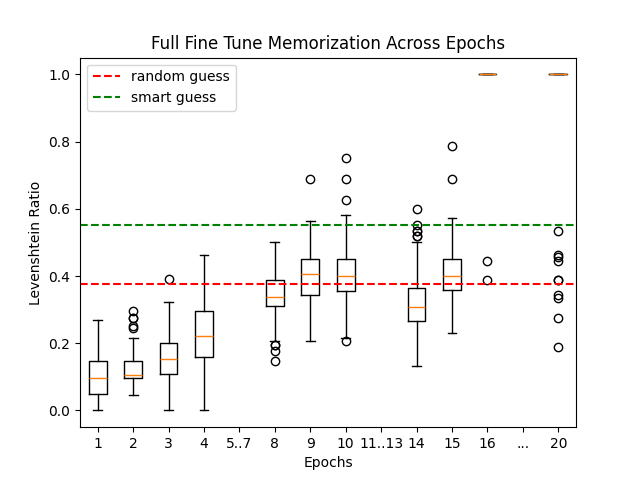 Full Fine Tune Memorization Across Epochs
random guess
smart guess
Levenshtein Ratio
1.0
0.8
0.6
0.4
0.2
0.0
1 2 3 4 5..7 8 9 10 11..13 14 15 16 ... 20
Epochs